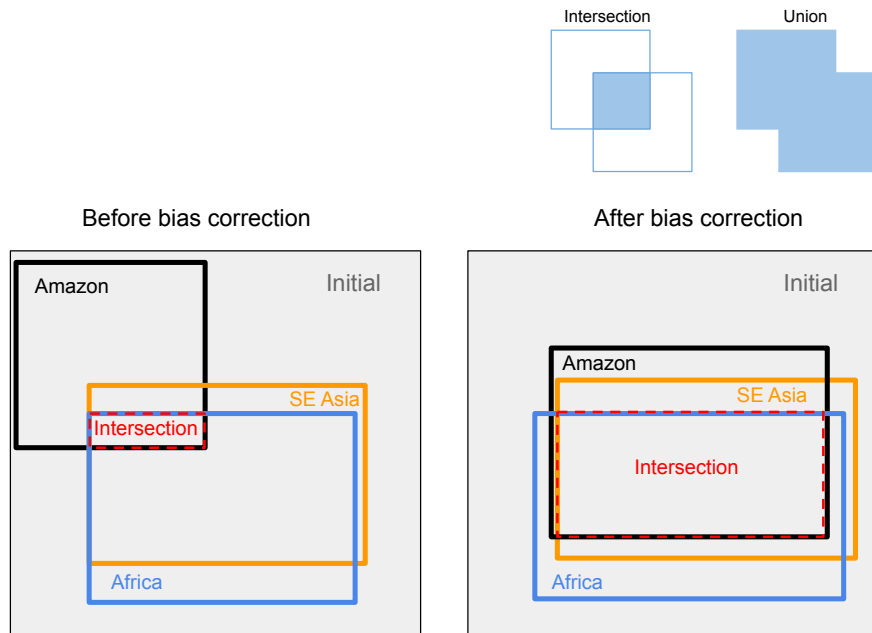 Intersection
Union
Before bias correction
After bias correction
Amazon
Initial
SE Asia
Intersection
Africa
Initial
Amazon
SE Asia
Intersection
Africa